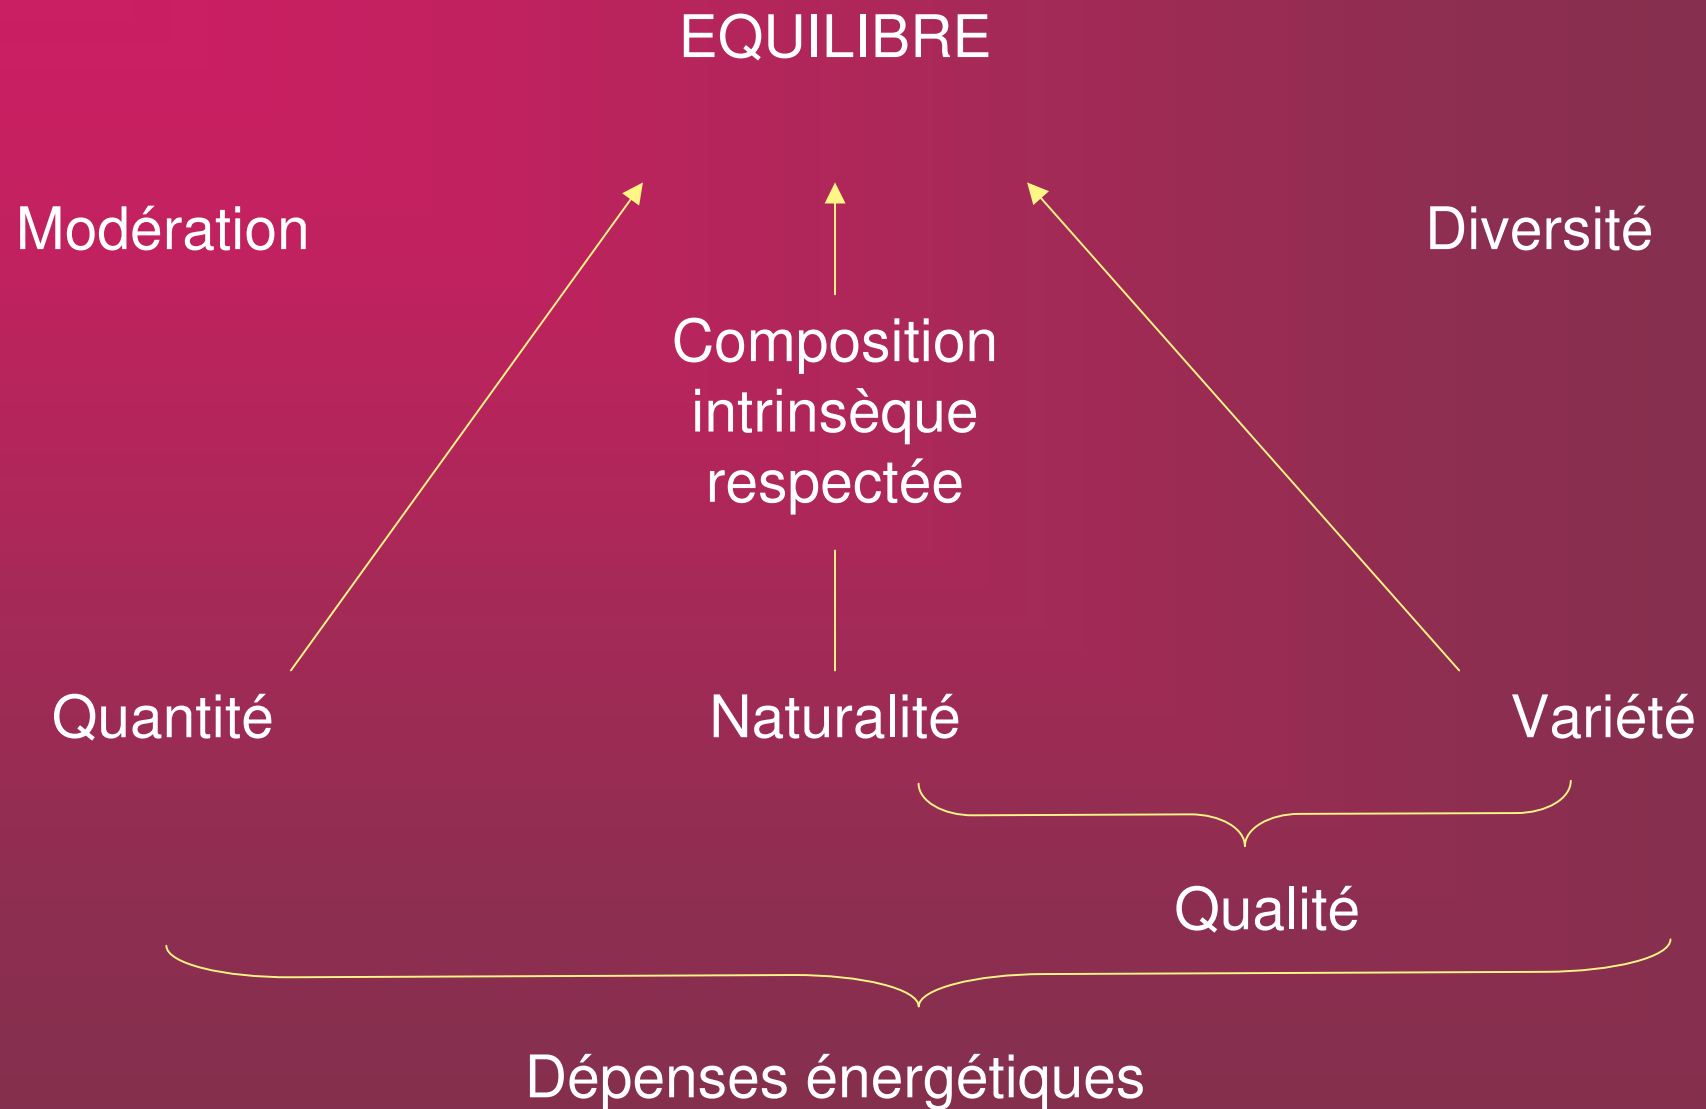 EQUILIBRE
Modération
Diversité
Composition
intrinsèque
respectée
Quantité
Naturalité
Variété
Qualité
Dépenses énergétiques